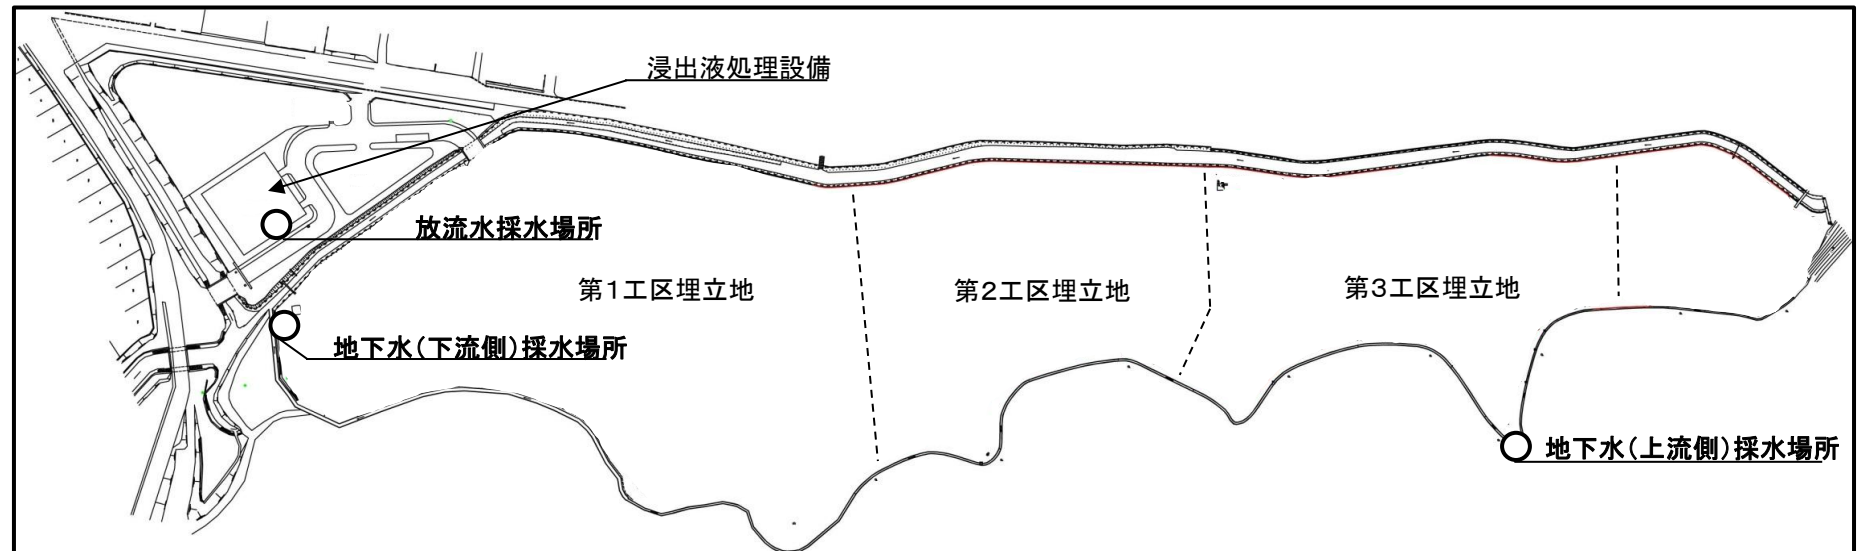 浸出液処理設備
放流水採水場所
第1工区埋立地
第2工区埋立地
第3工区埋立地
地下水(下流側)採水場所
地下水(上流側)採水場所